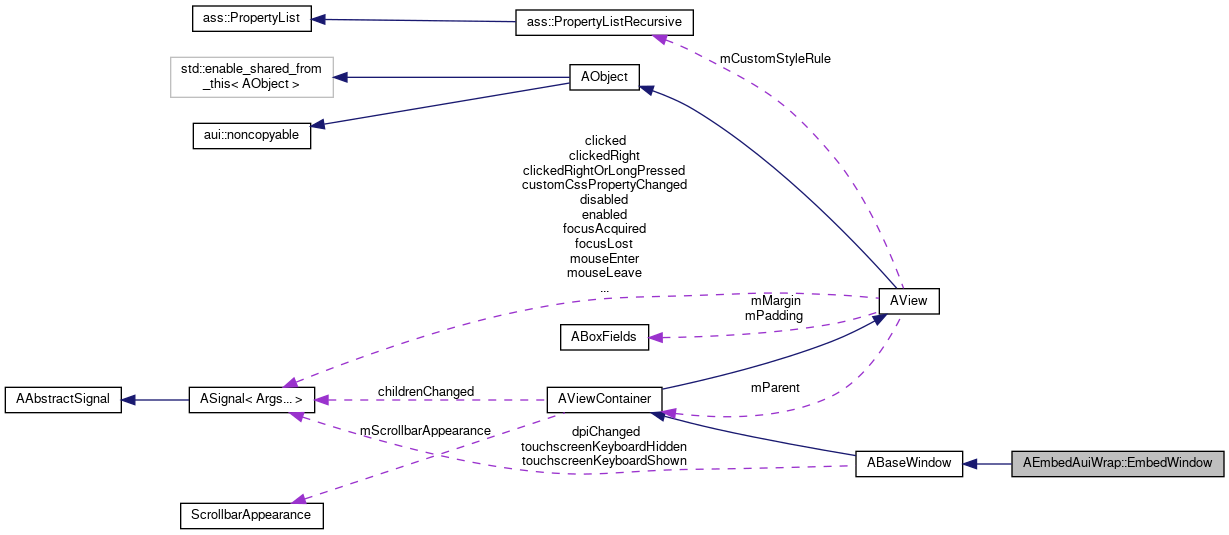 ass::PropertyList
ass::PropertyListRecursive
mCustomStyleRule
std::enable_shared_from
_this< AObject >
AObject
aui::noncopyable
clicked
clickedRight
clickedRightOrLongPressed
customCssPropertyChanged
disabled
enabled
focusAcquired
focusLost
mouseEnter
mouseLeave
...
mMargin
mPadding
AView
ABoxFields
mParent
childrenChanged
AAbstractSignal
ASignal< Args... >
AViewContainer
mScrollbarAppearance
dpiChanged
touchscreenKeyboardHidden
touchscreenKeyboardShown
ABaseWindow
AEmbedAuiWrap::EmbedWindow
ScrollbarAppearance